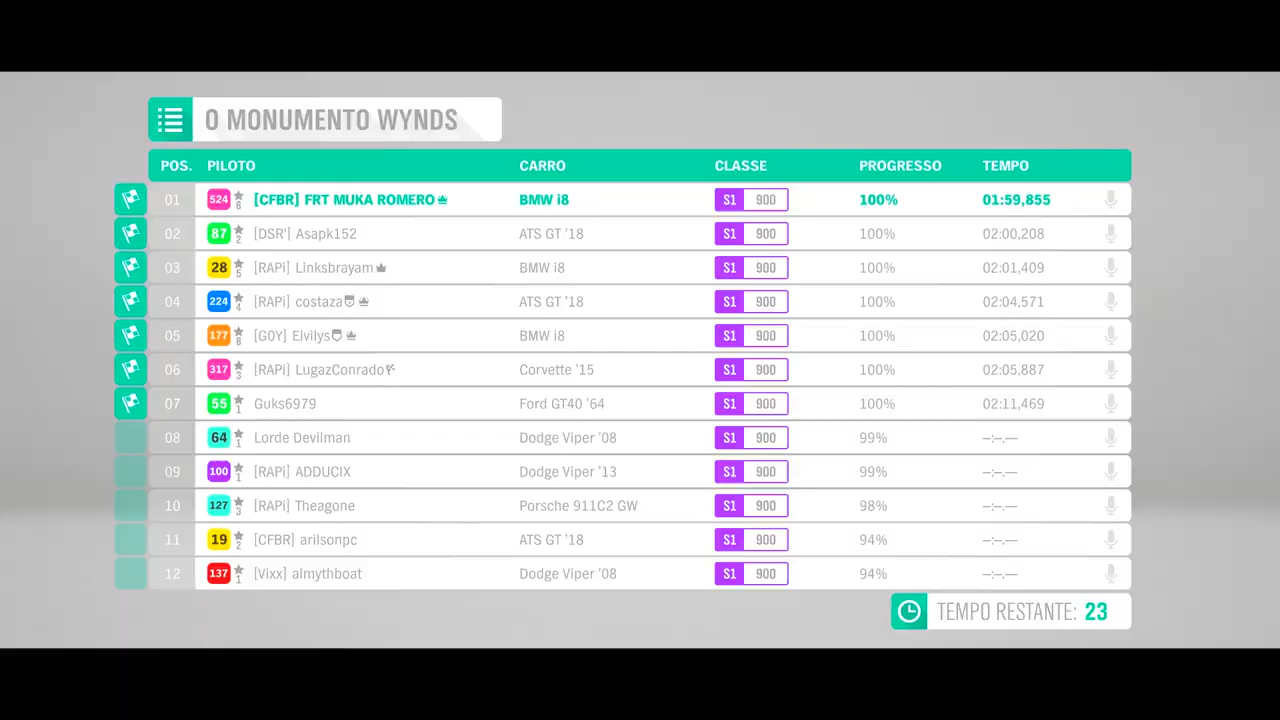 O MONUMENTO WYNDS
POS. PILOTO CARRO CLASSE PROGRESSO TEMPO
01 524 8 [CFBR] FRT MUKA ROMERO BMW i8 S1 900 100% 01:59,855
02 87 2 [DSR'] Asapk152 ATS GT '18 S1 900 100% 02:00,208
03 28 5 [RAPi] Linksbrayam BMW i8 S1 900 100% 02:01,409
04 224 4 [RAPi] costaza ATS GT '18 S1 900 100% 02:04,571
05 177 8 [G0Y] Elvilys BMW i8 S1 900 100% 02:05,020
06 317 3 [RAPi] LugazConrado Corvette '15 S1 900 100% 02:05,887
07 55 1 Guks6979 Ford GT40 '64 S1 900 100% 02:11,469
08 64 1 Lorde Devilman Dodge Viper '08 S1 900 99% --:--.---
09 100 1 [RAPi] ADDUCIX Dodge Viper '13 S1 900 99% --:--.---
10 127 3 [RAPi] Theagone Porsche 911C2 GW S1 900 98% --:--.---
11 19 2 [CFBR] arilsonpc ATS GT '18 S1 900 94% --:--.---
12 137 1 [Vixx] almythboat Dodge Viper '08 S1 900 94% --:--.---
TEMPO RESTANTE: 23